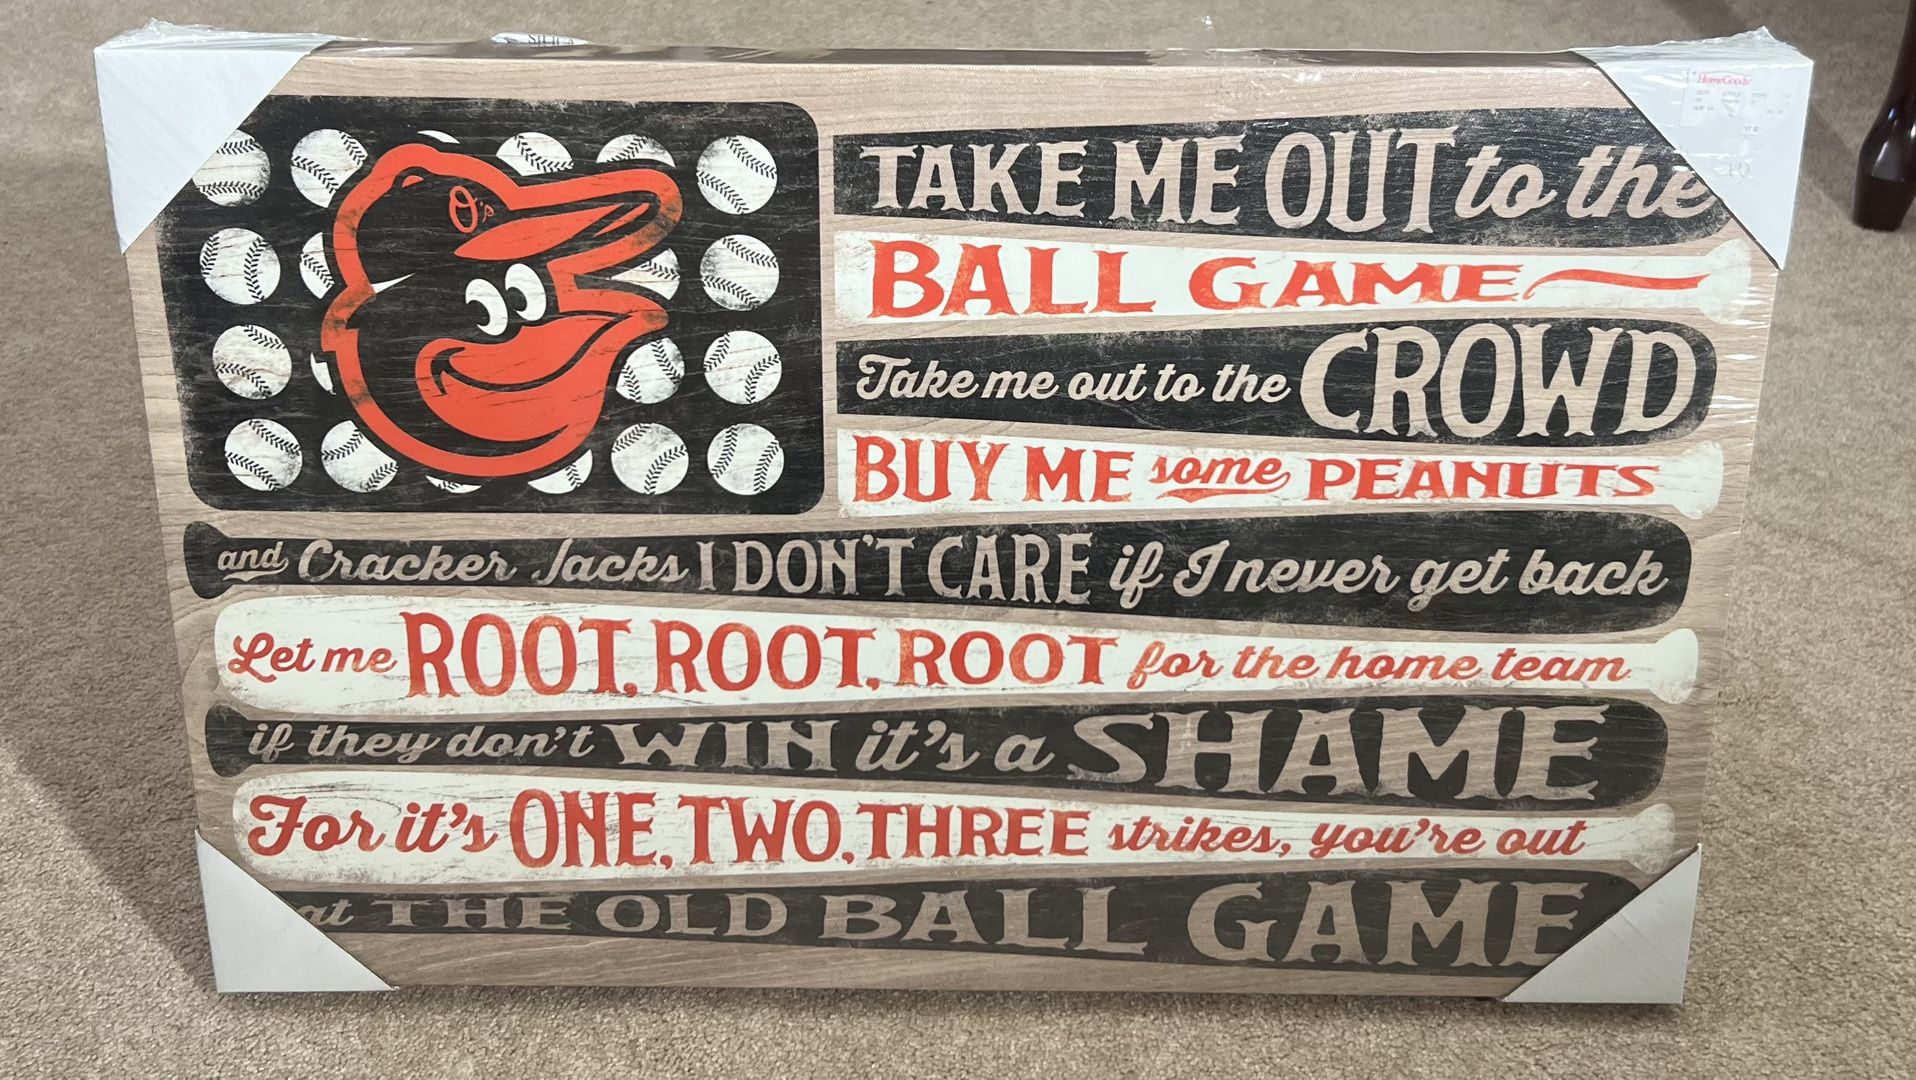 O's
HomeGoods
TAKE ME OUT to the
BALL GAME
Take me out to the CROWD
BUY ME some PEANUTS
and Cracker Jacks I DON'T CARE if I never get back
Let me ROOT, ROOT, ROOT for the home team
if they don't WIN it's a SHAME
For it's ONE, TWO, THREE strikes, you're out
at THE OLD BALL GAME